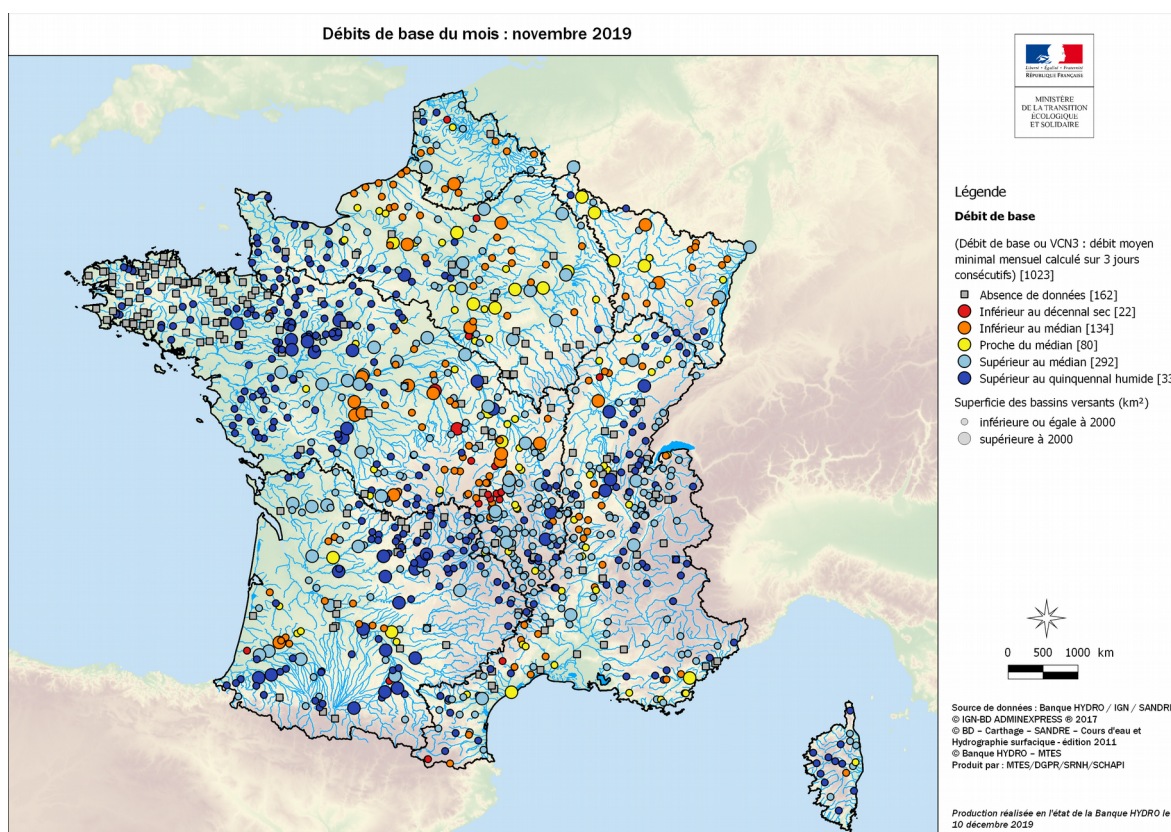 Débits de base du mois : novembre 2019
Liberté • Égalité • Fraternité
RÉPUBLIQUE FRANÇAISE
MINISTÈRE
DE LA TRANSITION
ÉCOLOGIQUE
ET SOLIDAIRE
Légende
Débit de base
(Débit de base ou VCN3 : débit moyen
minimal mensuel calculé sur 3 jours
consécutifs) [1023]
Absence de données [162]
Inférieur au décennal sec [22]
Inférieur au médian [134]
Proche du médian [80]
Supérieur au médian [292]
Supérieur au quinquennal humide [33
Superficie des bassins versants (km²)
inférieure ou égale à 2000
supérieure à 2000
0 500 1000 km
Source de données : Banque HYDRO / IGN / SANDRE
© IGN-BD ADMINEXPRESS ® 2017
© BD – Carthage – SANDRE – Cours d'eau et
Hydrographie surfacique - édition 2011
© Banque HYDRO – MTES
Produit par : MTES/DGPR/SRNH/SCHAPI
Production réalisée en l'état de la Banque HYDRO le
10 décembre 2019